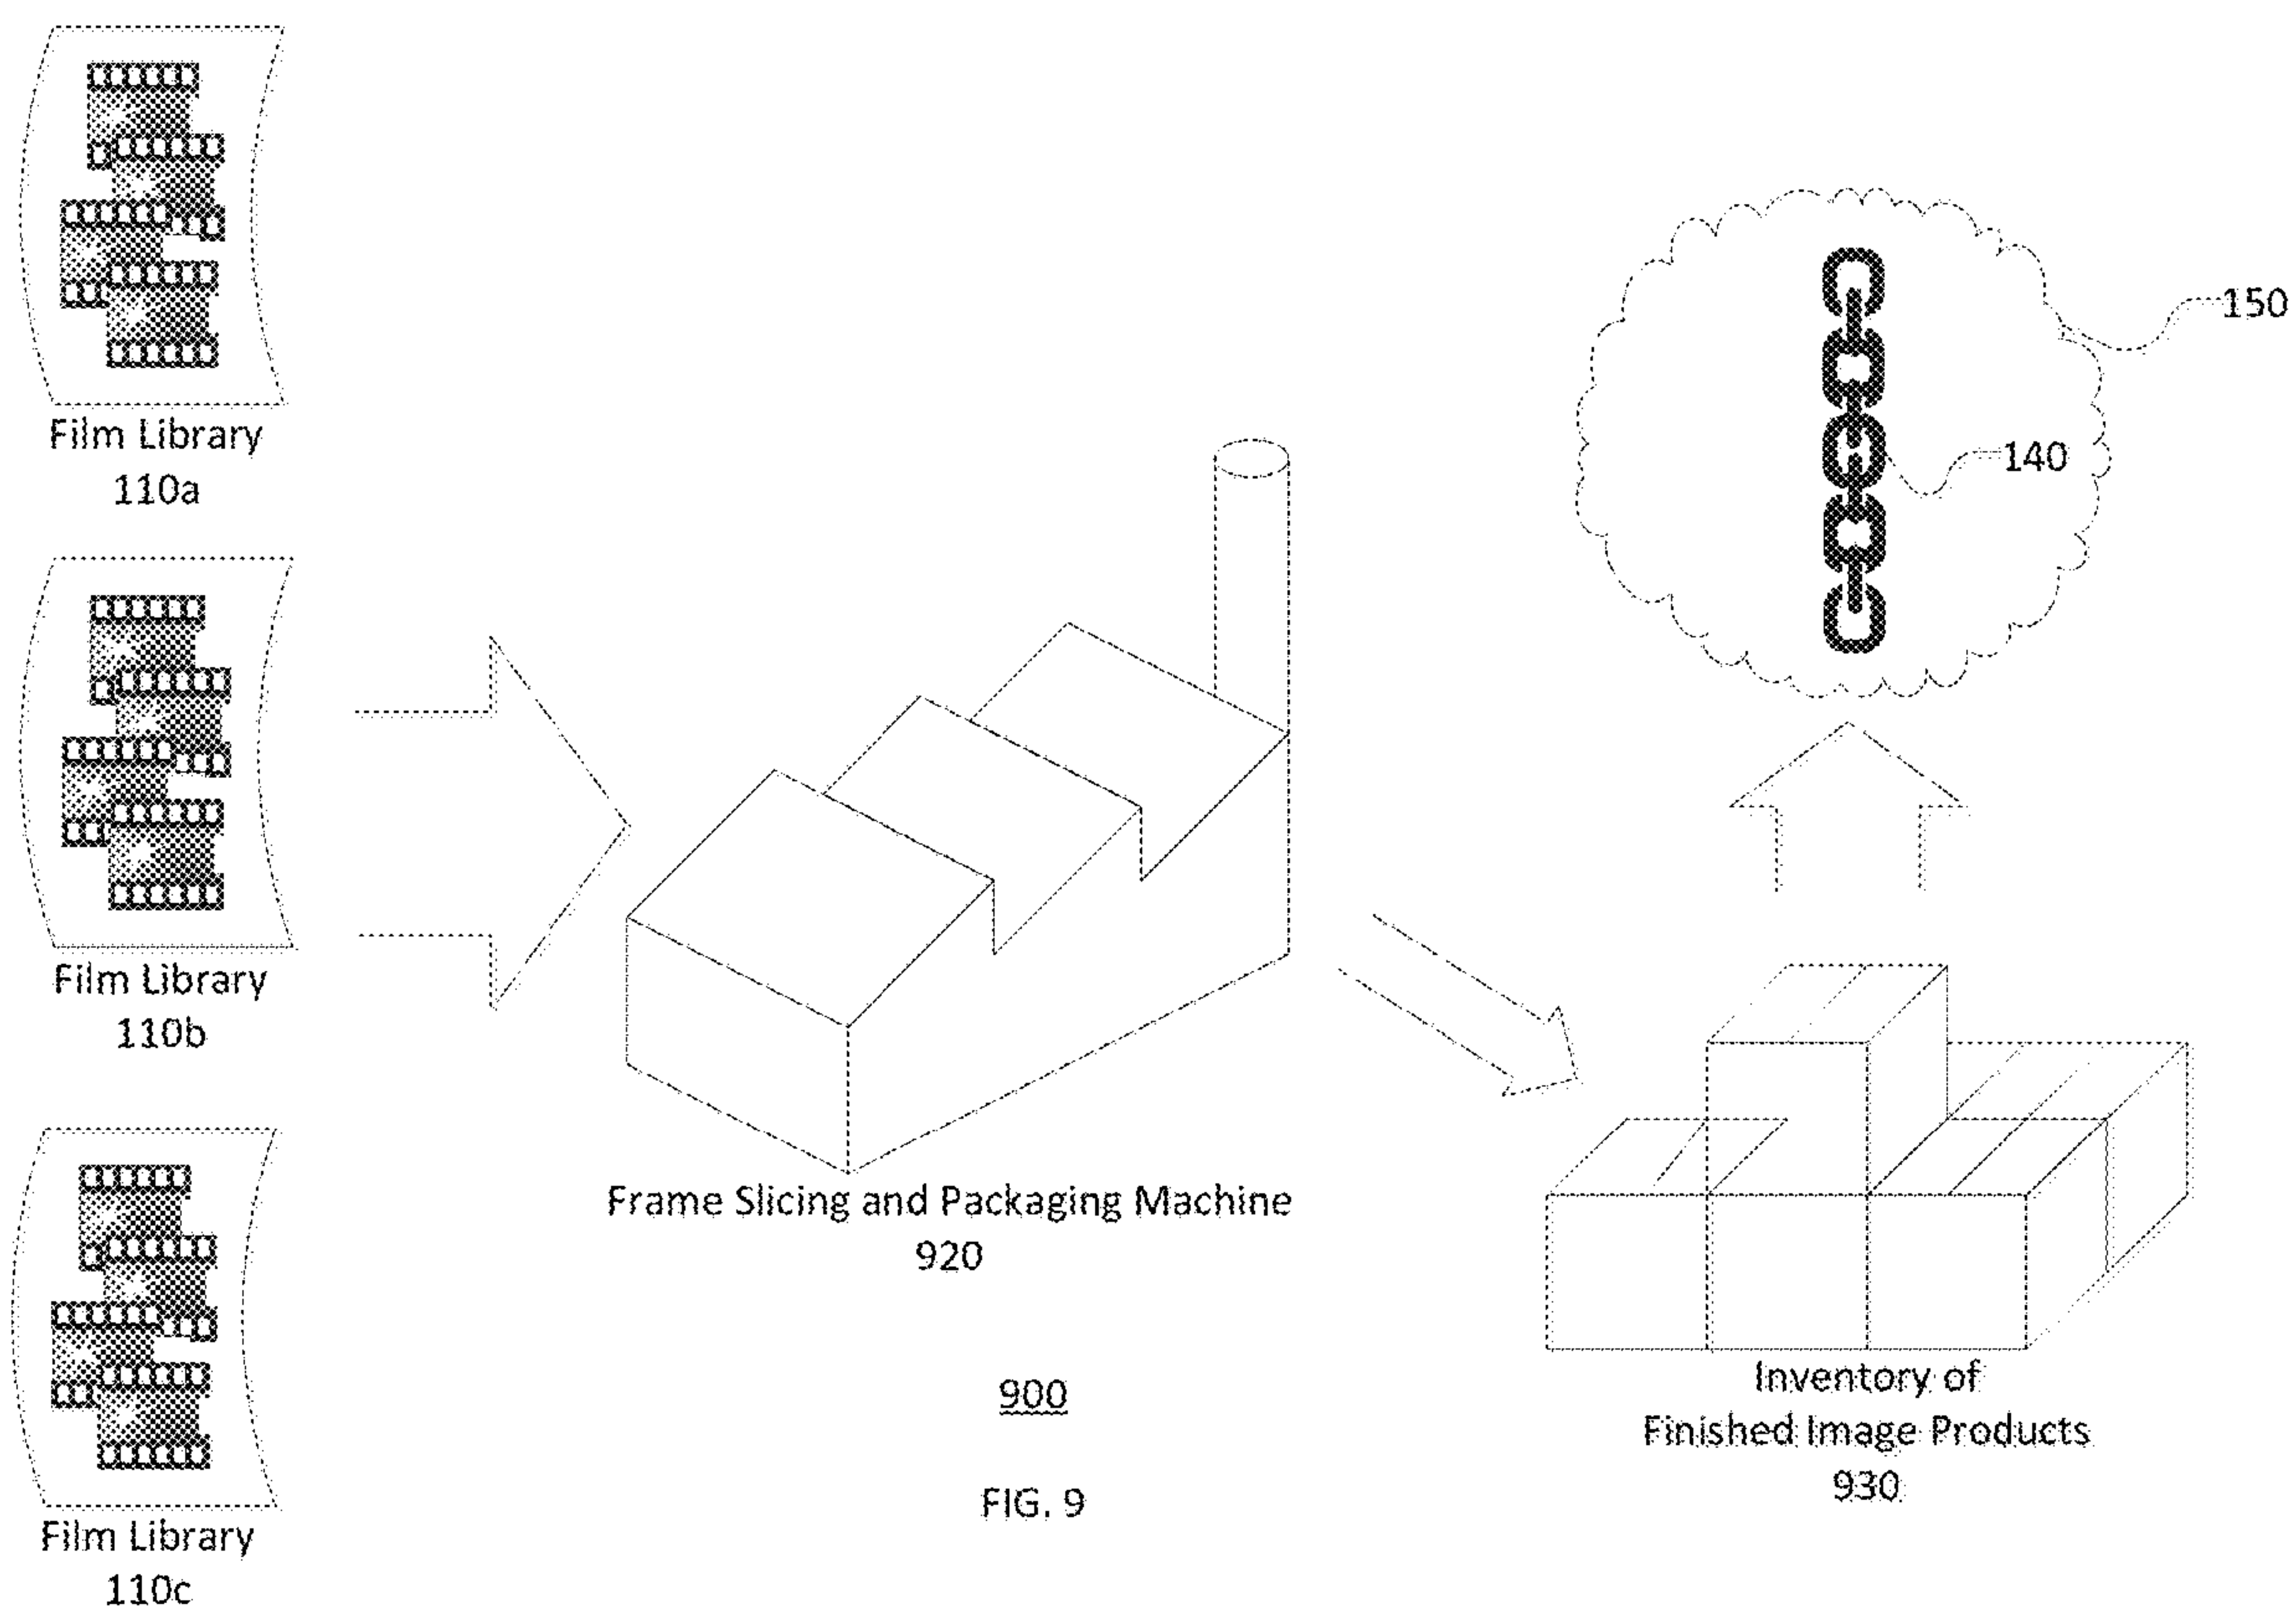 Film Library
110a
Film Library
110b
Film Library
110c
Frame Slicing and Packaging Machine
920
900
FIG. 9
150
140
Inventory of
Finished Image Products
930